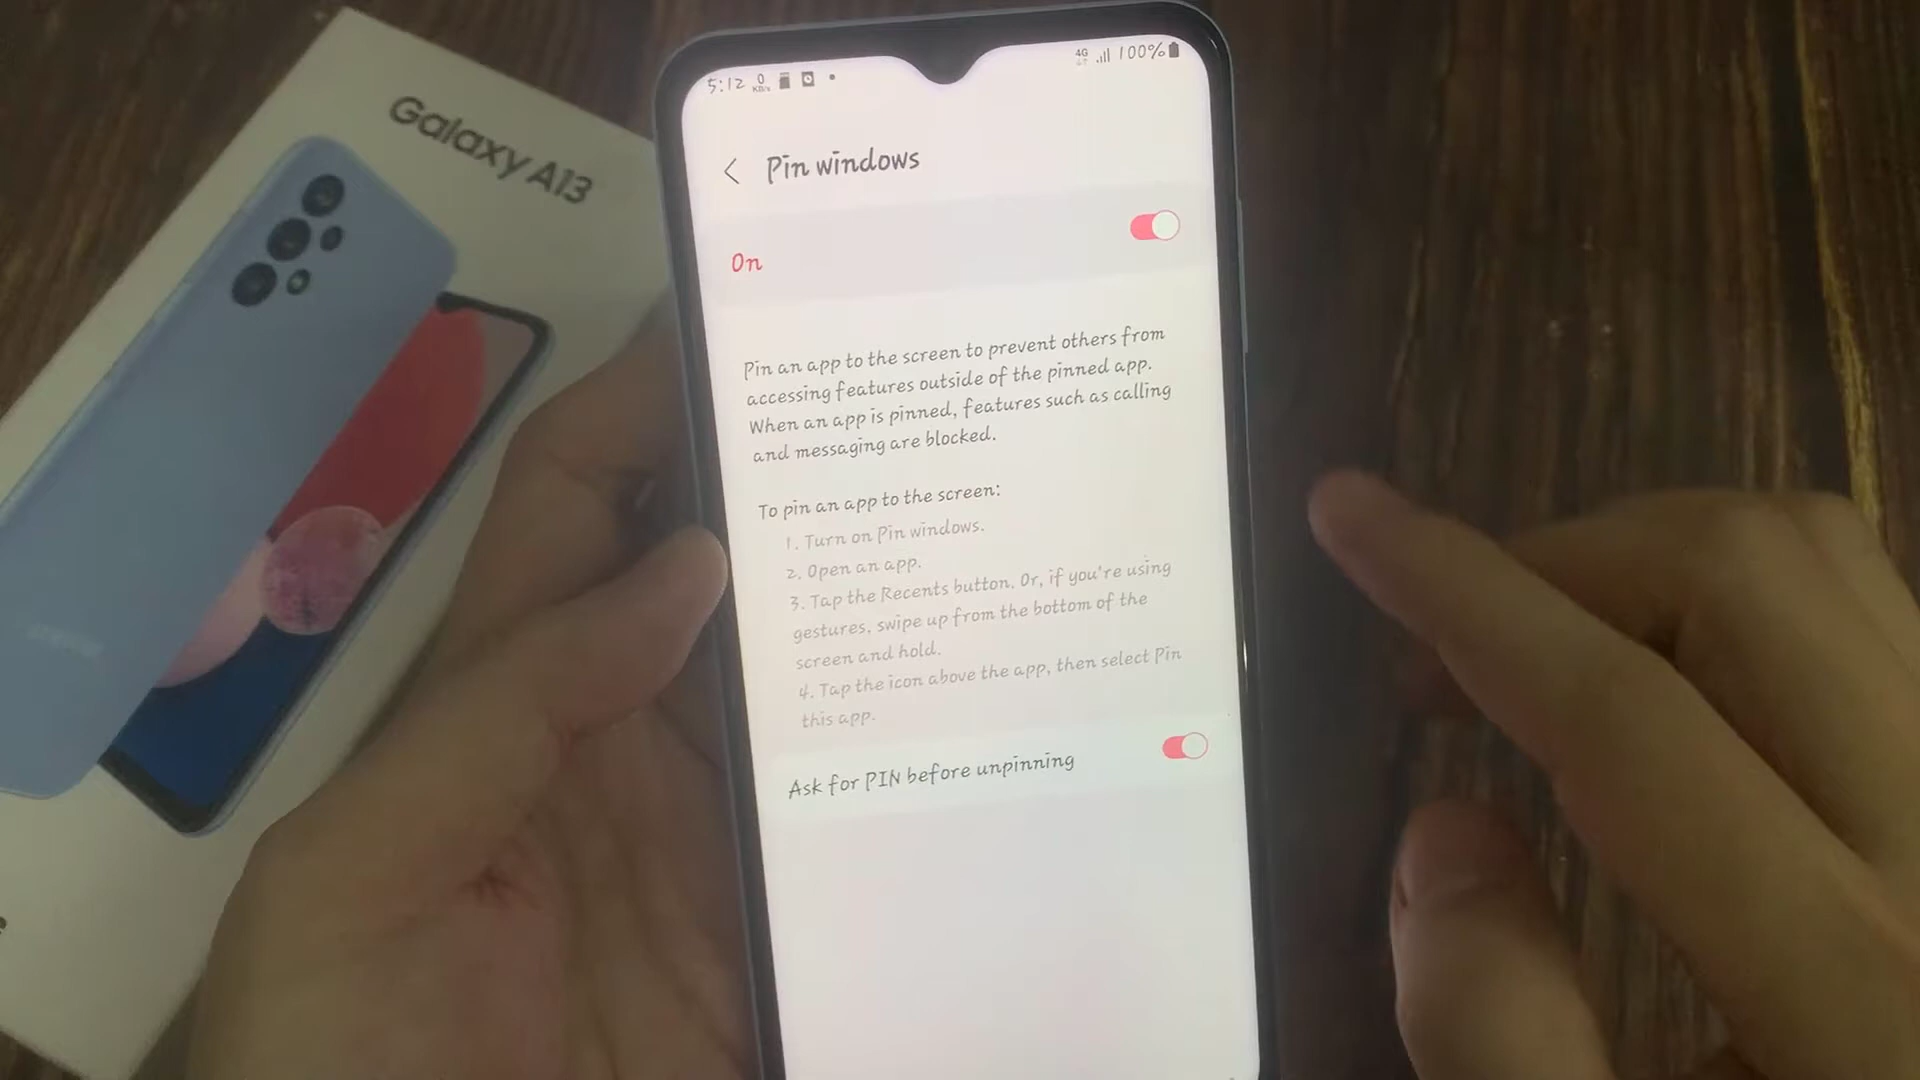 Galaxy A13
5:12 0 KB/s
4G 100%
Pin windows
On
Pin an app to the screen to prevent others from
accessing features outside of the pinned app.
When an app is pinned, features such as calling
and messaging are blocked.
To pin an app to the screen:
1. Turn on Pin windows.
2. Open an app.
3. Tap the Recents button. Or, if you're using
gestures, swipe up from the bottom of the
screen and hold.
4. Tap the icon above the app, then select Pin
this app.
Ask for PIN before unpinning